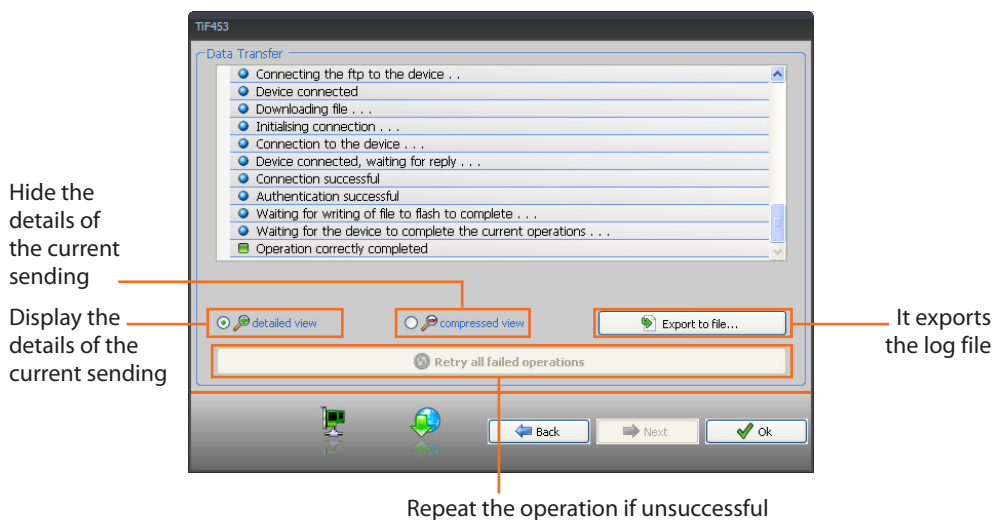 TiF453
Data Transfer
Connecting the ftp to the device . .
Device connected
Downloading file . . .
Initialising connection . . .
Connection to the device . . .
Device connected, waiting for reply . . .
Connection successful
Authentication successful
Waiting for writing of file to flash to complete . . .
Waiting for the device to complete the current operations . . .
Operation correctly completed
Hide the
details of
the current
sending
Display the
details of the
current sending
detailed view
compressed view
Export to file...
It exports
the log file
Retry all failed operations
Back
Next
Ok
Repeat the operation if unsuccessful